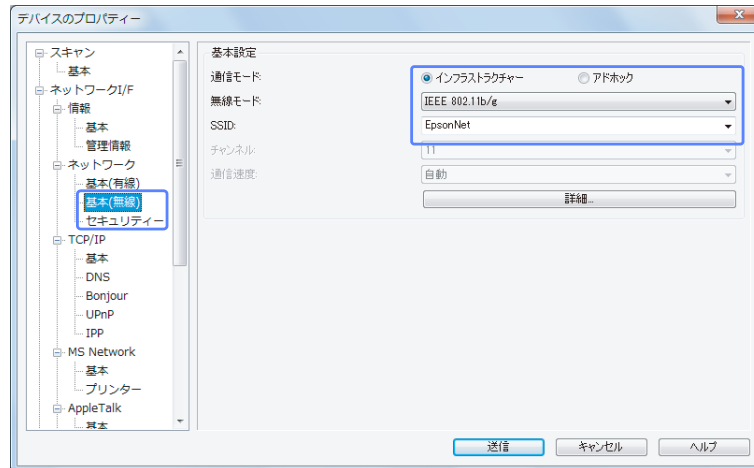 デバイスのプロパティー
スキャン
基本
ネットワークI/F
情報
基本
管理情報
ネットワーク
基本(有線)
基本(無線)
セキュリティー
TCP/IP
基本
DNS
Bonjour
UPnP
IPP
MS Network
基本
プリンター
AppleTalk
基本
基本設定
通信モード:
インフラストラクチャー
アドホック
無線モード:
IEEE 802.11b/g
SSID:
EpsonNet
チャンネル:
11
通信速度:
自動
詳細...
送信
キャンセル
ヘルプ